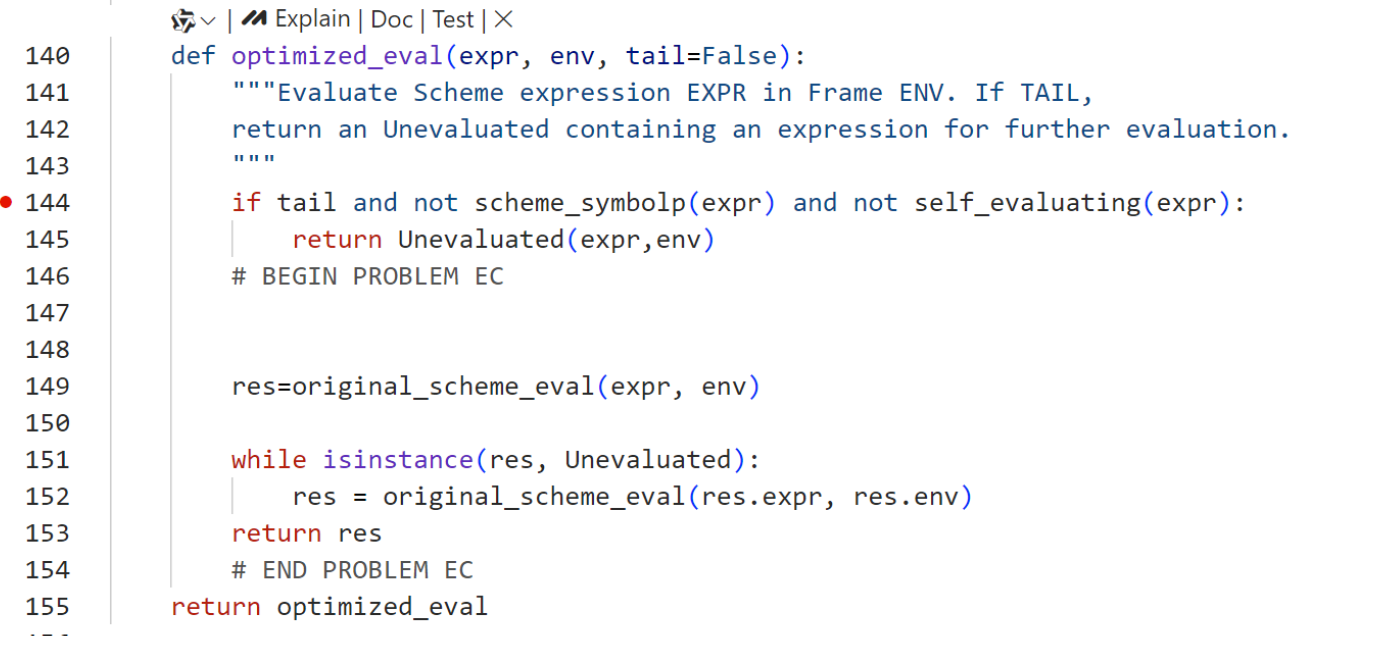 Explain | Doc | Test | ×
140 def optimized_eval(expr, env, tail=False):
141 """Evaluate Scheme expression EXPR in Frame ENV. If TAIL,
142 return an Unevaluated containing an expression for further evaluation.
143 """
144 if tail and not scheme_symbolp(expr) and not self_evaluating(expr):
145 return Unevaluated(expr,env)
146 # BEGIN PROBLEM EC
147
148
149 res=original_scheme_eval(expr, env)
150
151 while isinstance(res, Unevaluated):
152 res = original_scheme_eval(res.expr, res.env)
153 return res
154 # END PROBLEM EC
155 return optimized_eval